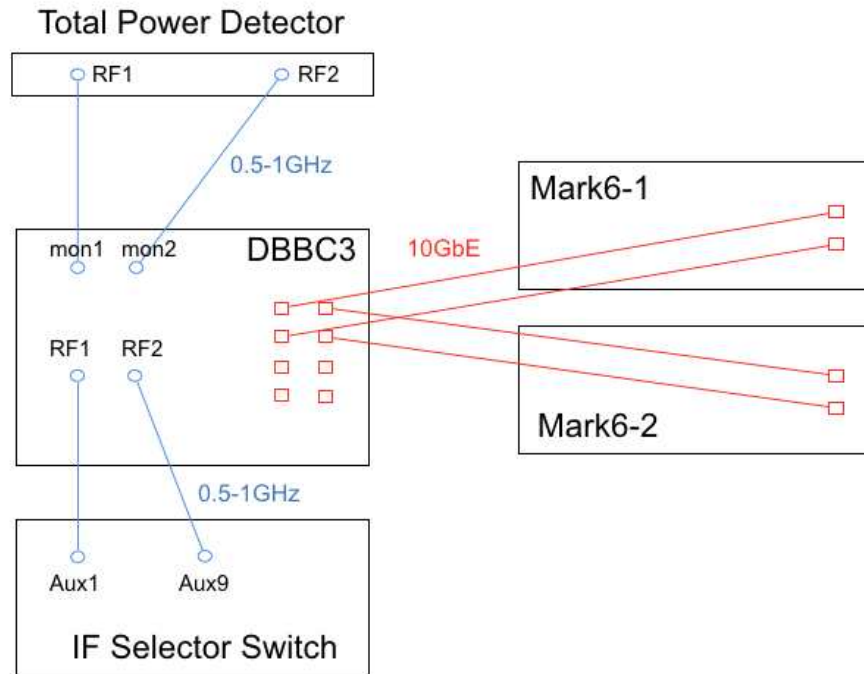 Total Power Detector
RF1
RF2
0.5-1GHz
Mark6-1
mon1
mon2
DBBC3
10GbE
RF1
RF2
Mark6-2
0.5-1GHz
Aux1
Aux9
IF Selector Switch